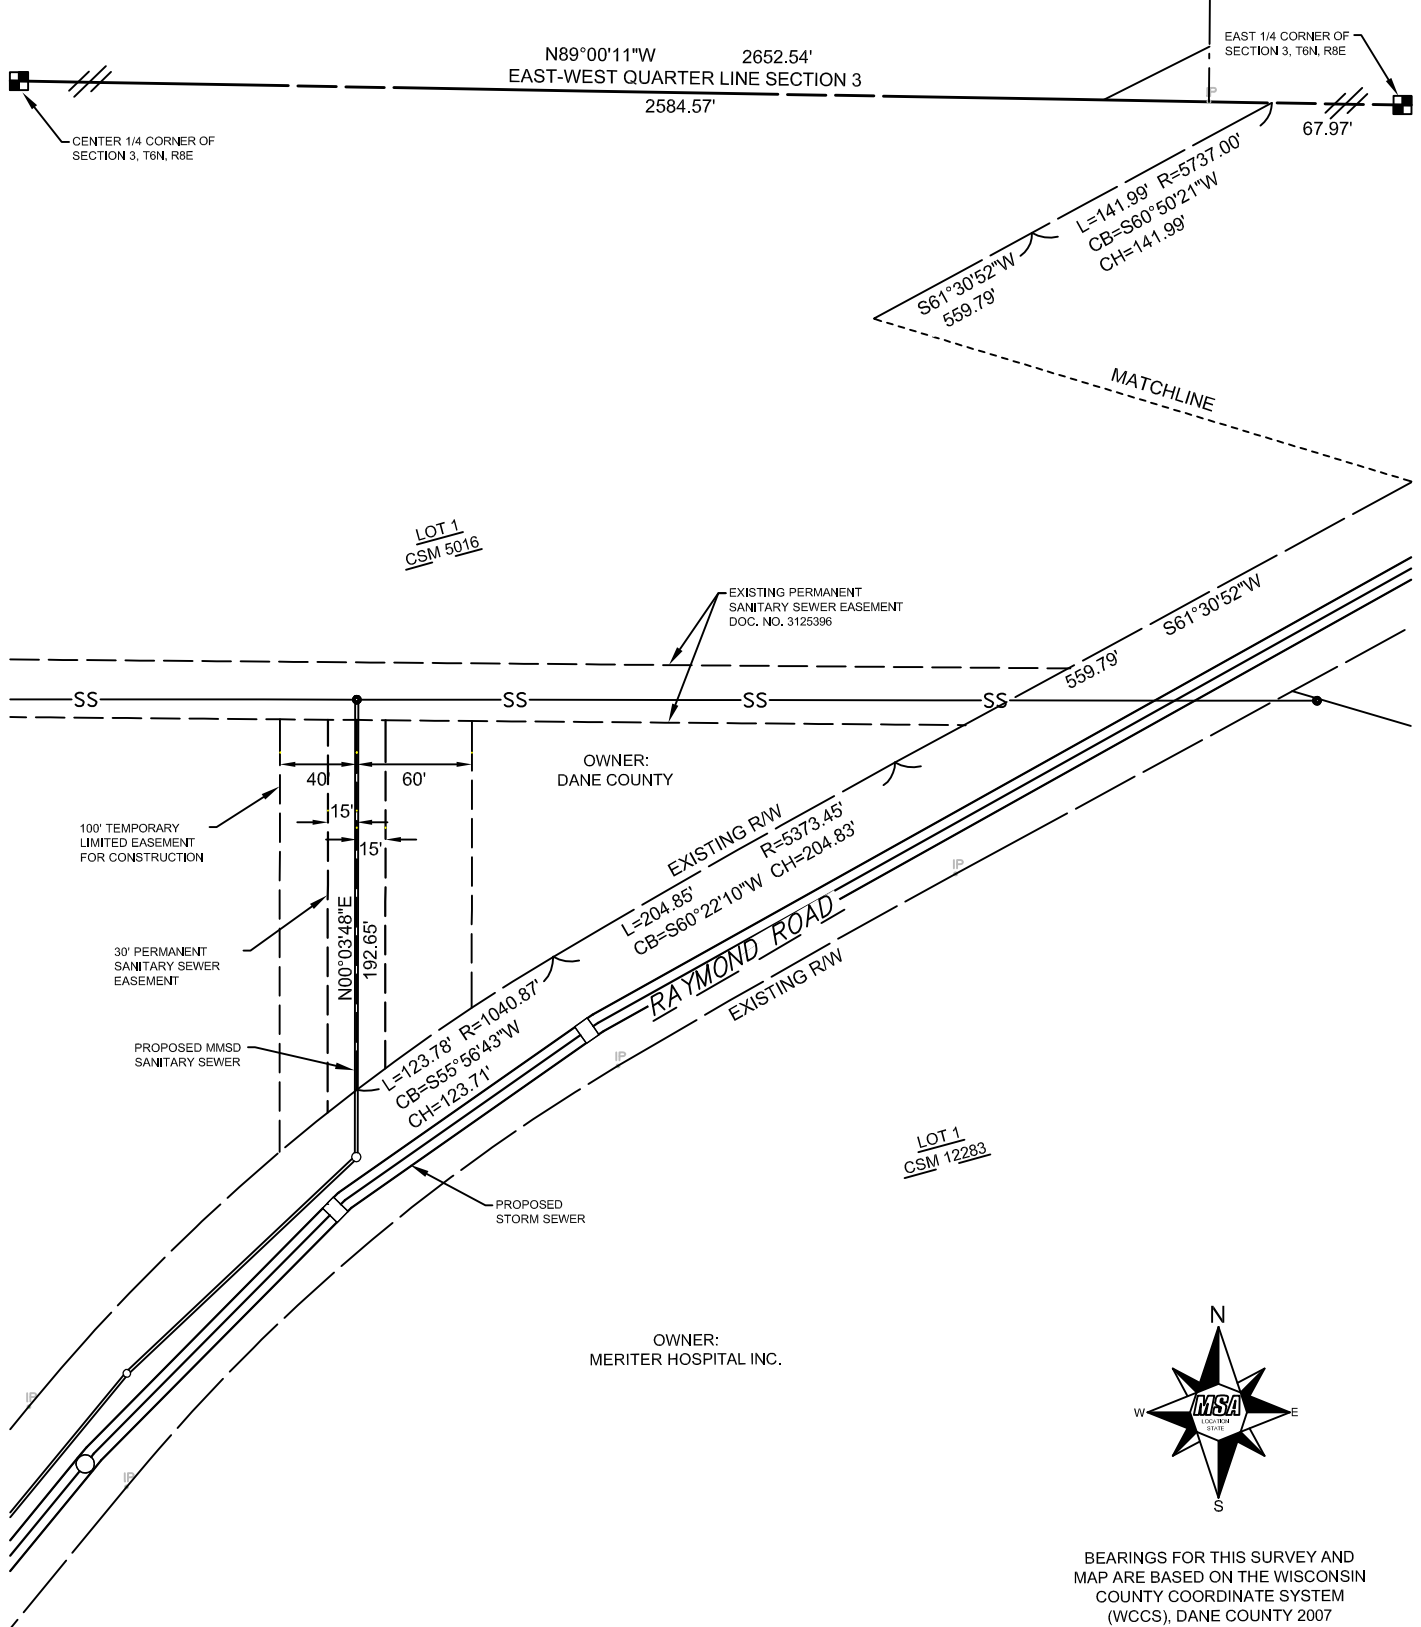 N89°00'11"W 2652.54'
EAST-WEST QUARTER LINE SECTION 3
2584.57'
EAST 1/4 CORNER OF
SECTION 3, T6N, R8E
IP
67.97'
CENTER 1/4 CORNER OF
SECTION 3, T6N, R8E
L=141.99' R=5737.00'
CB=S60°50'21"W
CH=141.99'
S61°30'52"W
559.79'
MATCHLINE
LOT 1
CSM 5016
EXISTING PERMANENT
SANITARY SEWER EASEMENT
DOC. NO. 3125396
S61°30'52"W
559.79'
SS
SS
SS
SS
OWNER:
DANE COUNTY
40'
60'
15'
15'
100' TEMPORARY
LIMITED EASEMENT
FOR CONSTRUCTION
EXISTING R/W
L=204.85' R=5373.45'
CB=S60°22'10"W CH=204.83'
IP
RAYMOND ROAD
EXISTING R/W
N00°03'48"E
192.65'
30' PERMANENT
SANITARY SEWER
EASEMENT
L=123.78' R=1040.87'
CB=S55°56'43"W
CH=123.71'
IP
PROPOSED MMSD
SANITARY SEWER
LOT 1
CSM 12283
PROPOSED
STORM SEWER
OWNER:
MERITER HOSPITAL INC.
IP
IP
N
W
E
S
MSA
LOCATION
STATE
BEARINGS FOR THIS SURVEY AND
MAP ARE BASED ON THE WISCONSIN
COUNTY COORDINATE SYSTEM
(WCCS), DANE COUNTY 2007